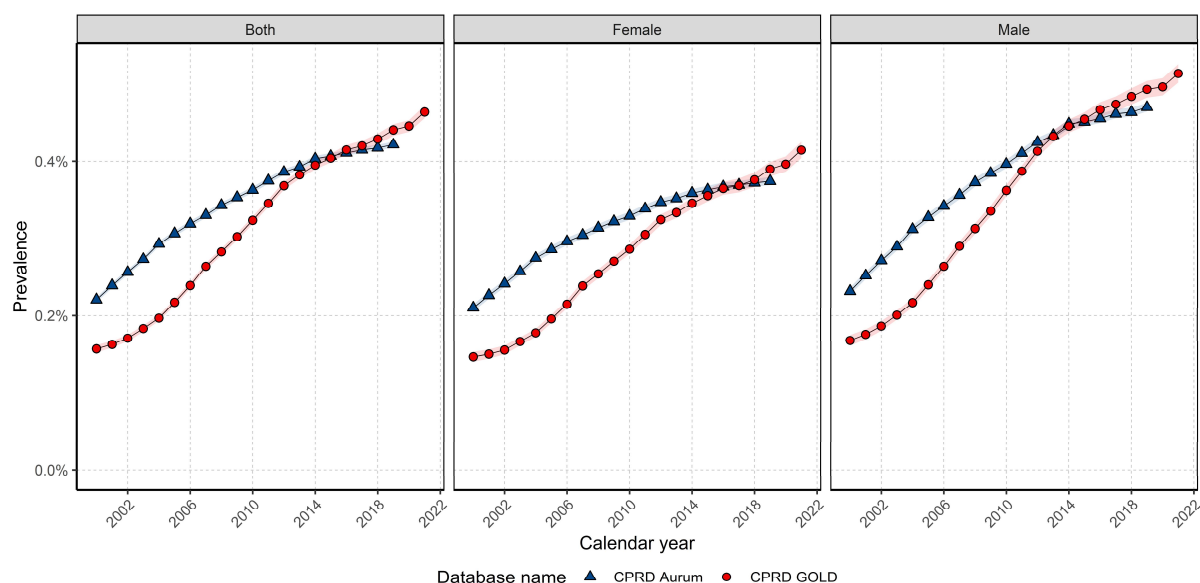 Both Female Male
Prevalence
0.4%
0.2%
0.0%
2002 2006 2010 2014 2018 2022 2002 2006 2010 2014 2018 2022 2002 2006 2010 2014 2018 2022
Calendar year
Database name CPRD Aurum CPRD GOLD